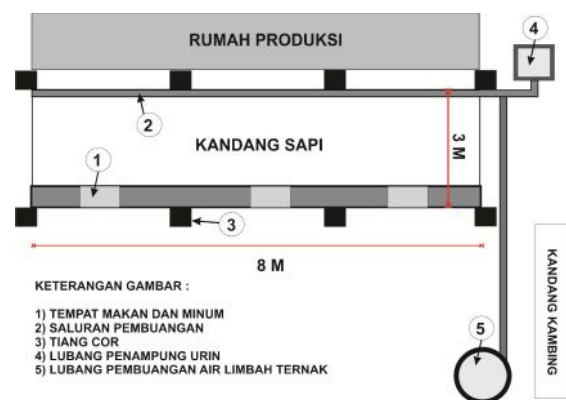 RUMAH PRODUKSI
4
2
KANDANG SAPI
3 M
1
3
8 M
KETERANGAN GAMBAR :
1) TEMPAT MAKAN DAN MINUM
2) SALURAN PEMBUANGAN
3) TIANG COR
4) LUBANG PENAMPUNG URIN
5) LUBANG PEMBUANGAN AIR LIMBAH TERNAK
5
KANDANG KAMBING